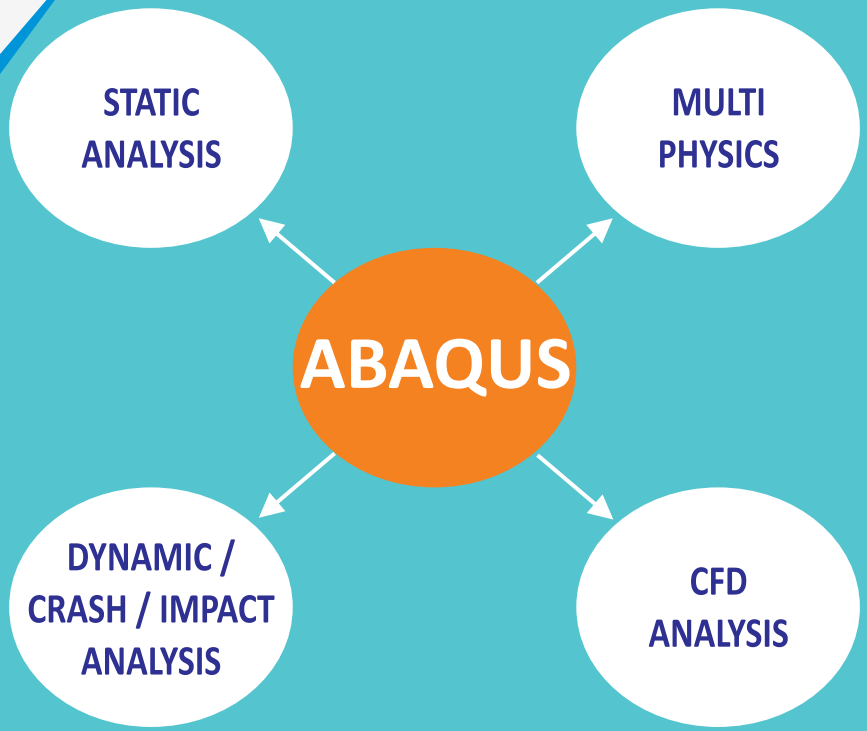 STATIC
ANALYSIS
MULTI
PHYSICS
ABAQUS
DYNAMIC /
CRASH / IMPACT
ANALYSIS
CFD
ANALYSIS